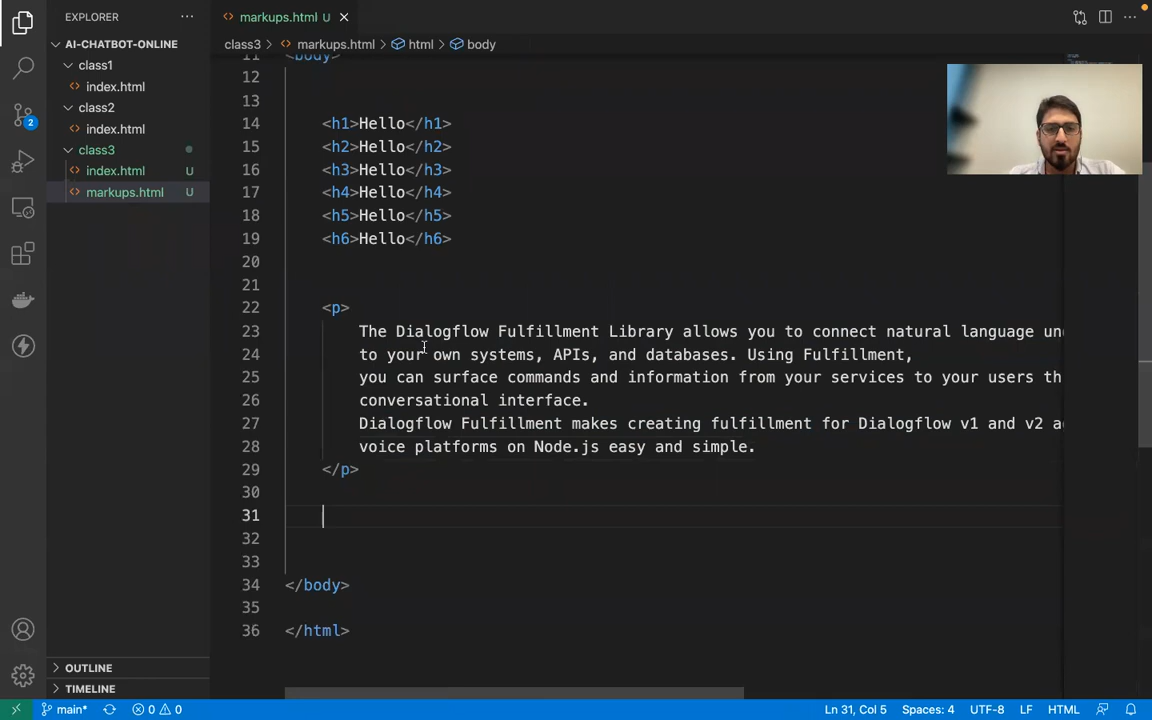 EXPLORER
AI-CHATBOT-ONLINE
class1
index.html
class2
index.html
class3
index.html U
markups.html U
OUTLINE
TIMELINE
markups.html U
class3 > markups.html > html > body
11 <body>
12
13
14 <h1>Hello</h1>
15 <h2>Hello</h2>
16 <h3>Hello</h3>
17 <h4>Hello</h4>
18 <h5>Hello</h5>
19 <h6>Hello</h6>
20
21
22 <p>
23 The Dialogflow Fulfillment Library allows you to connect natural language un
24 to your own systems, APIs, and databases. Using Fulfillment,
25 you can surface commands and information from your services to your users th
26 conversational interface.
27 Dialogflow Fulfillment makes creating fulfillment for Dialogflow v1 and v2 a
28 voice platforms on Node.js easy and simple.
29 </p>
30
31
32
33
34 </body>
35
36 </html>
2
main* 0 0 Ln 31, Col 5 Spaces: 4 UTF-8 LF HTML